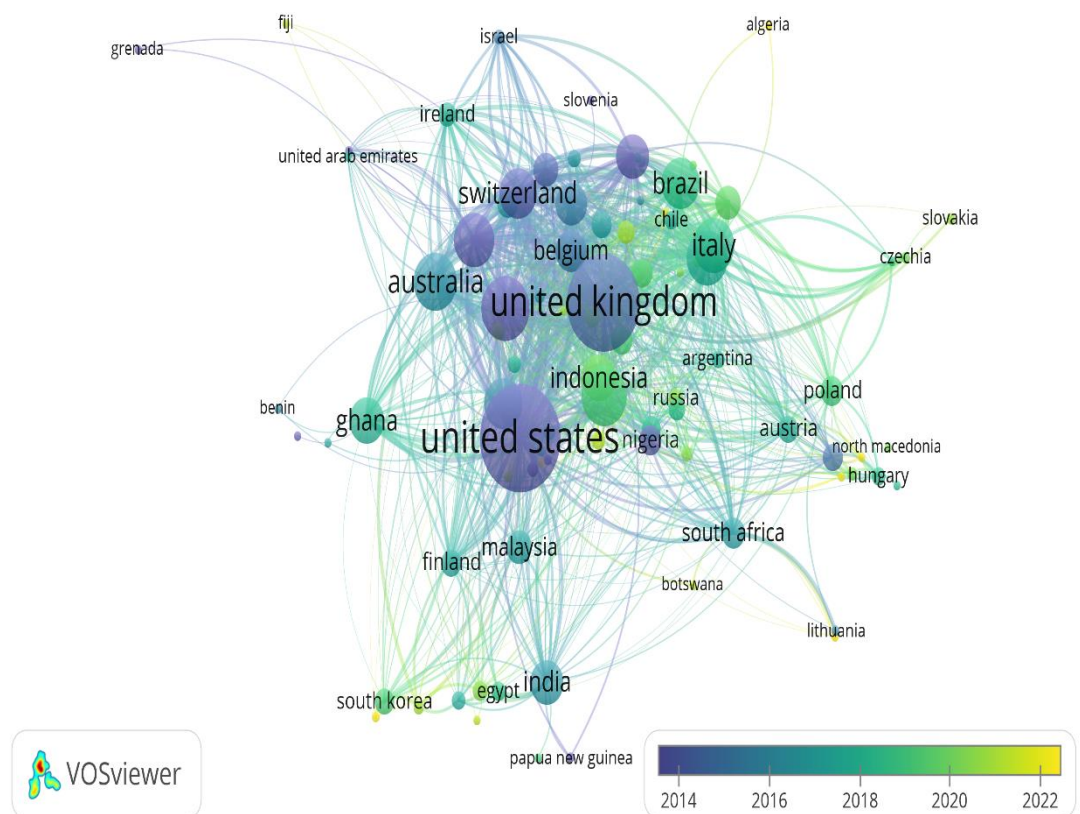 fiji
algeria
grenada
israel
slovenia
ireland
united arab emirates
switzerland
brazil
chile
slovakia
belgium
italy
czechia
australia
united kingdom
argentina
indonesia
poland
russia
benin
ghana
united states
nigeria
austria
north macedonia
hungary
south africa
malaysia
finland
botswana
lithuania
india
egypt
south korea
papua new guinea
VOSviewer
2014 2016 2018 2020 2022